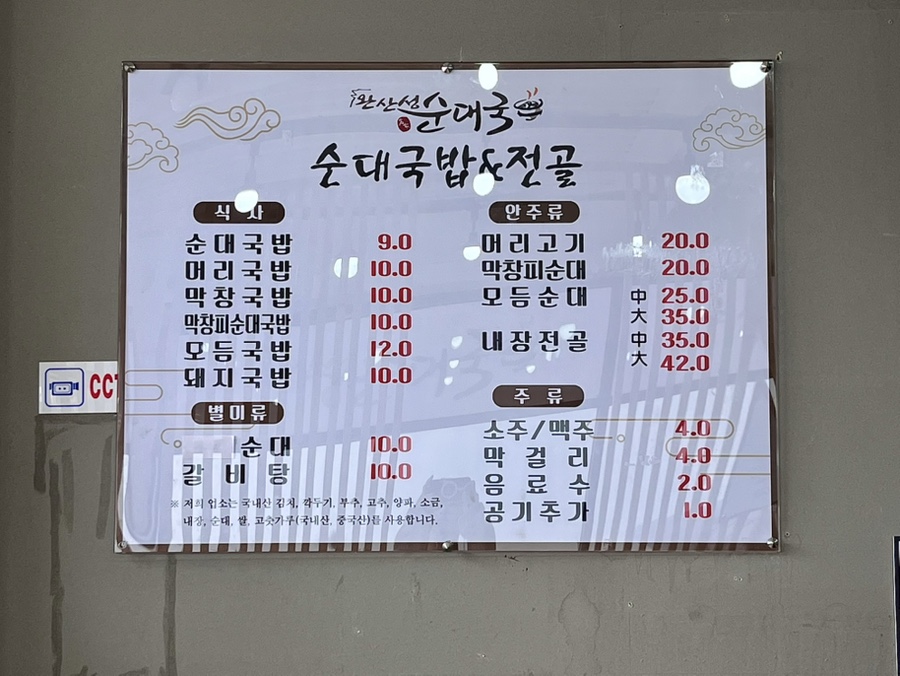 완산성 순대국
순대국밥&전골
식 사
순대국밥 9.0
머리국밥 10.0
막창국밥 10.0
막창피순대국밥 10.0
모듬국밥 12.0
돼지국밥 10.0
별미류
순대 10.0
갈비탕 10.0
※ 저희 업소는 국내산 김치, 깍두기, 부추, 고추, 양파, 소금,
내장, 순대, 쌀, 고춧가루(국내산, 중국산)를 사용합니다.
안주류
머리고기 20.0
막창피순대 20.0
모듬순대 中 25.0
大 35.0
내장전골 中 35.0
大 42.0
주 류
소주/맥주 4.0
막걸리 4.0
음료수 2.0
공기추가 1.0
CCT